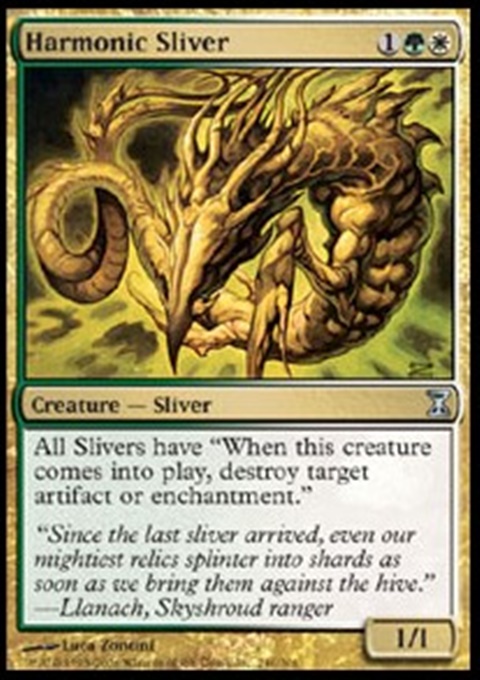 Harmonic Sliver 1
Creature — Sliver
All Slivers have “When this creature
comes into play, destroy target
artifact or enchantment.”
“Since the last sliver arrived, even our
mightiest relics splinter into shards as
soon as we bring them against the hive.”
—Llanach, Skyshroud ranger
Luca Zontini
1/1